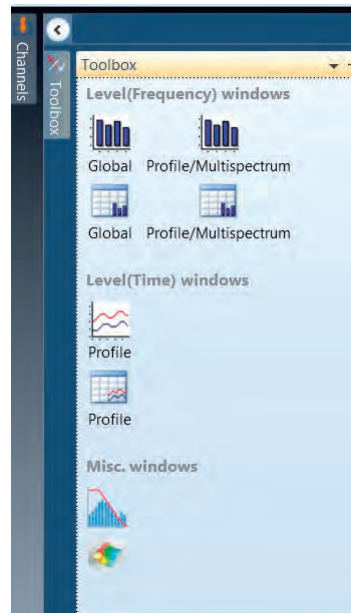 Channels
Toolbox
Toolbox
Level(Frequency) windows
Global Profile/Multispectrum
Global Profile/Multispectrum
Level(Time) windows
Profile
Profile
Misc. windows